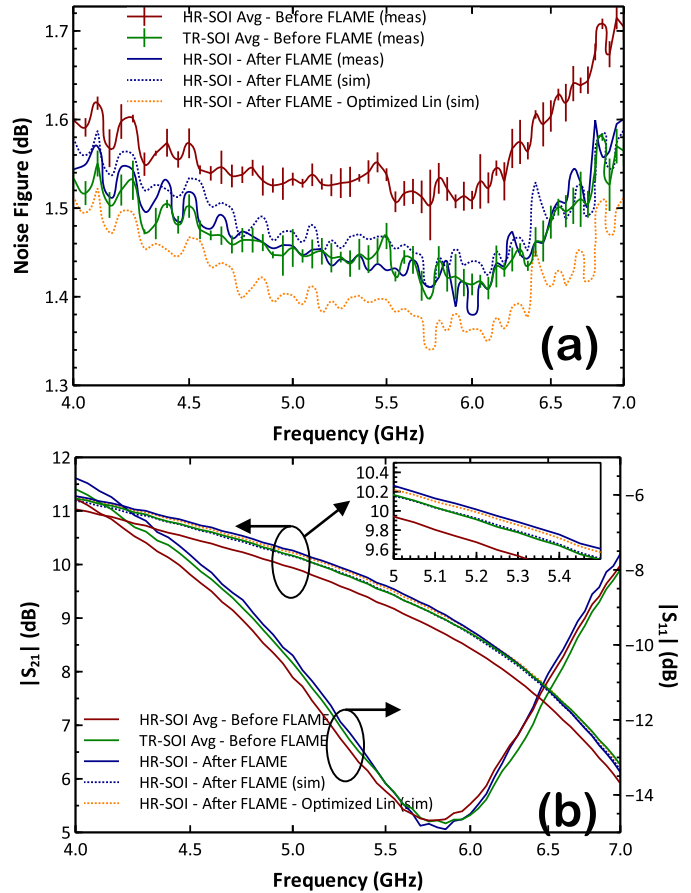 1.7
1.6
1.5
1.4
1.3
Noise Figure (dB)
HR-SOI Avg - Before FLAME (meas)
TR-SOI Avg - Before FLAME (meas)
HR-SOI - After FLAME (meas)
HR-SOI - After FLAME (sim)
HR-SOI - After FLAME - Optimized Lin (sim)
(a)
4.0 4.5 5.0 5.5 6.0 6.5 7.0
Frequency (GHz)
12
11
10
9
8
7
6
5
|S21| (dB)
10.4
10.2
10.0
9.8
9.6
5 5.1 5.2 5.3 5.4
−6
−8
−10
−12
−14
|S11| (dB)
HR-SOI Avg - Before FLAME
TR-SOI Avg - Before FLAME
HR-SOI - After FLAME
HR-SOI - After FLAME (sim)
HR-SOI - After FLAME - Optimized Lin (sim)
(b)
4.0 5.0 5.5 6.0 6.5 7.0
Frequency (GHz)